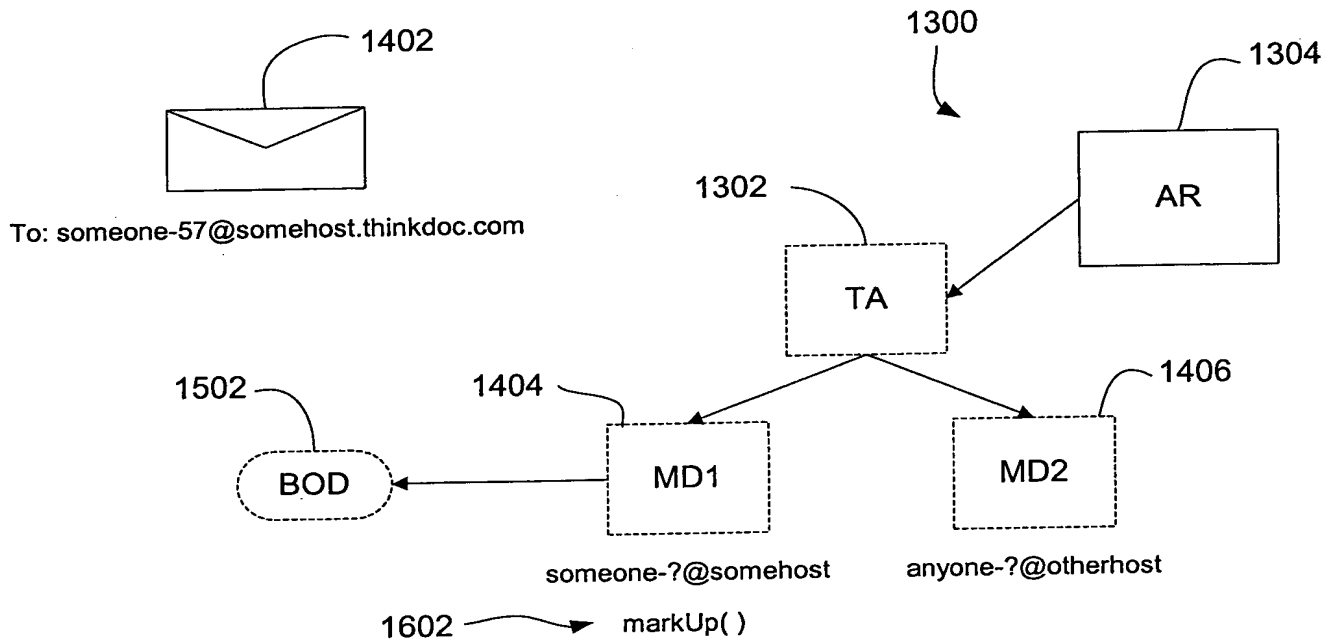 1402
1300
1304
AR
1302
To: someone-57@somehost.thinkdoc.com
TA
1502
1404
1406
BOD
MD1
MD2
someone-?@somehost
anyone-?@otherhost
1602
markUp( )